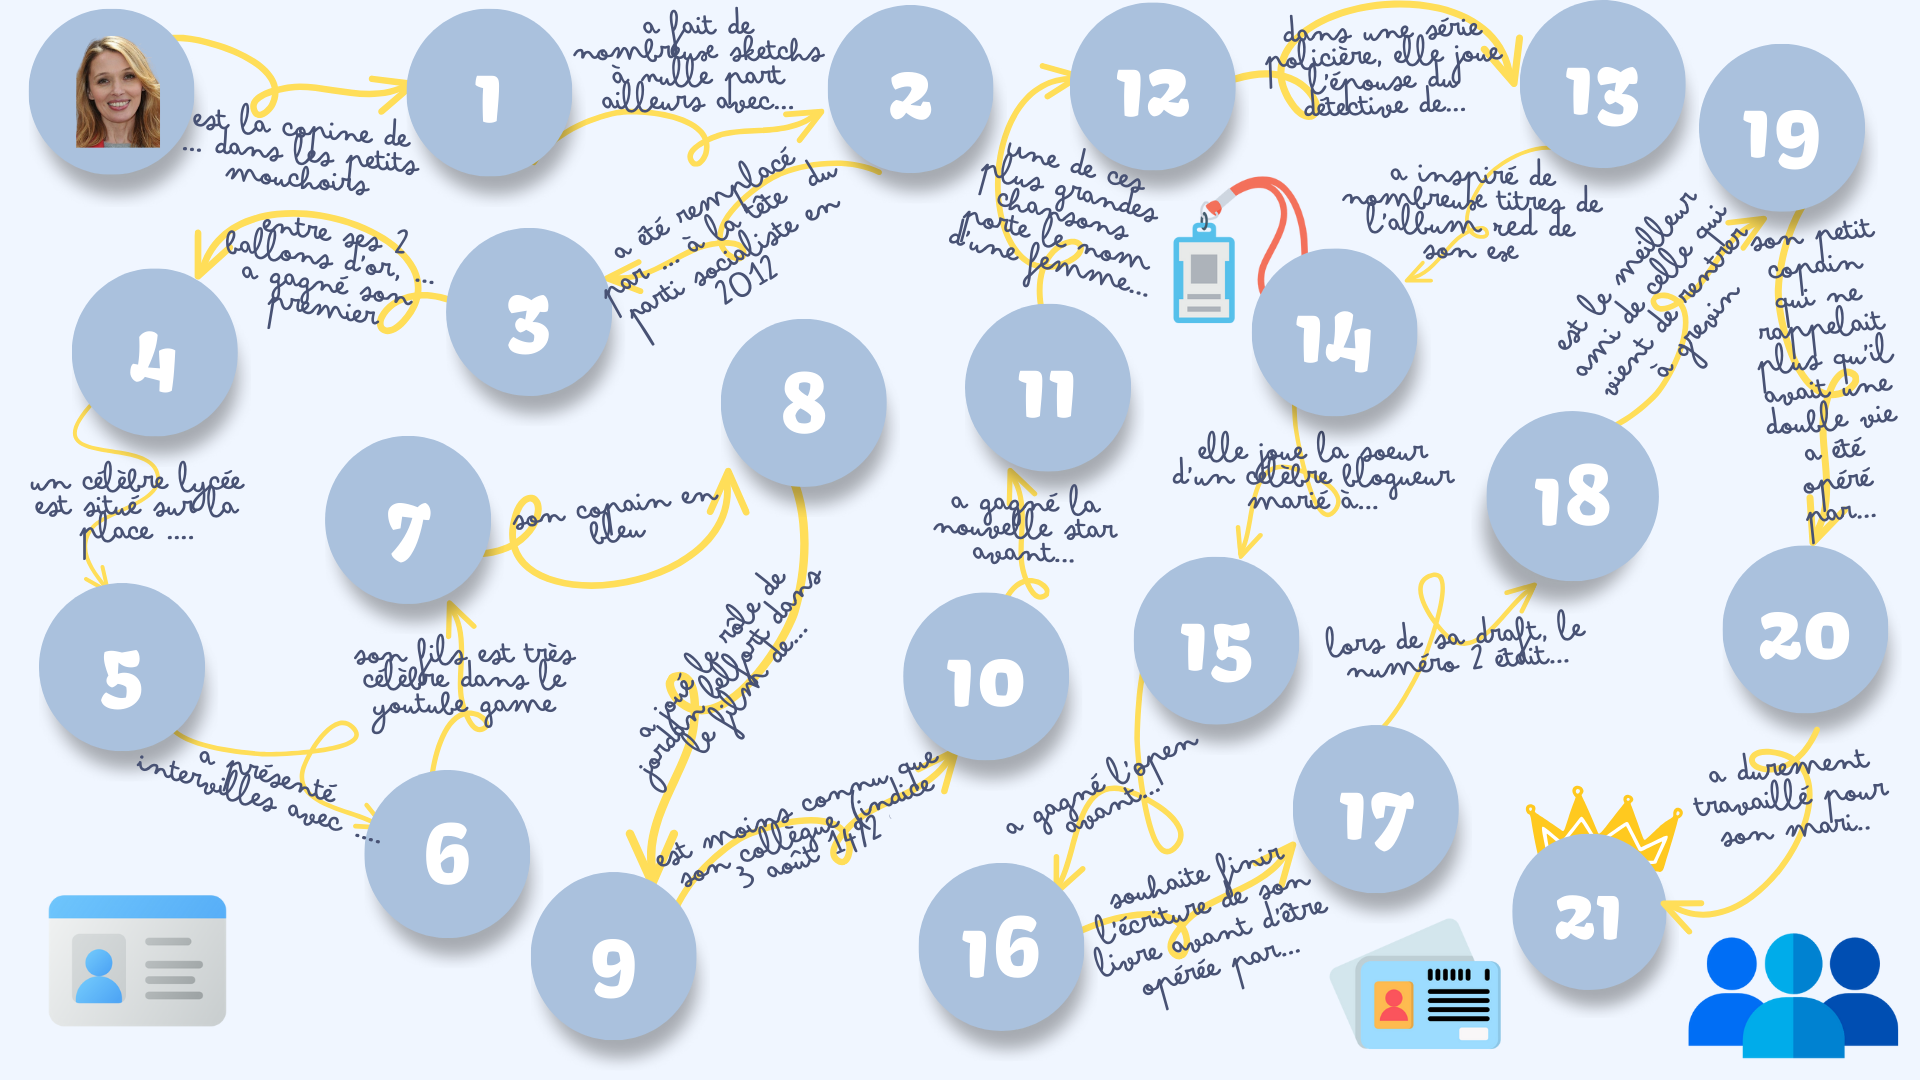 est la copine de
... dans les petits
mouchoirs
1
a fait de
nombreuse sketchs
à nulle part
ailleurs avec...
2
a été remplacé
par ... à la tête du
parti socialiste en
2012
3
entre ses 2
ballons d'or, ...
a gagné son
premier
4
un célèbre lycée
est situé sur la
place ....
5
a présenté
intervilles avec ....
6
son fils est très
célèbre dans le
youtube game
7
son copain en
bleu
8
a joué le rôle de
jordan belfort dans
le film de...
9
est moins connu que
son collègue (indice
3 août 1492
10
a gagné la
nouvelle star
avant...
11
une de ces
plus grandes
chansons
porte le nom
d'une femme...
12
dans une série
policière, elle joue
l'épouse du
détective de...
13
a inspiré de
nombreuse titres de
l'album red de
son exe
14
elle joue la soeur
d'un célèbre blogueur
marié à...
15
a gagné l'open
avant...
16
souhaite finir
l'écriture de son
livre avant d'être
opérée par...
17
lors de sa draft, le
numéro 2 était...
18
est le meilleur
ami de celle qui
vient de rentrer
à grevin
19
son petit
copain
qui ne
rappelait
plus qu'il
avait une
double vie
a été
opéré
par...
20
a durement
travaillé pour
son mari..
21